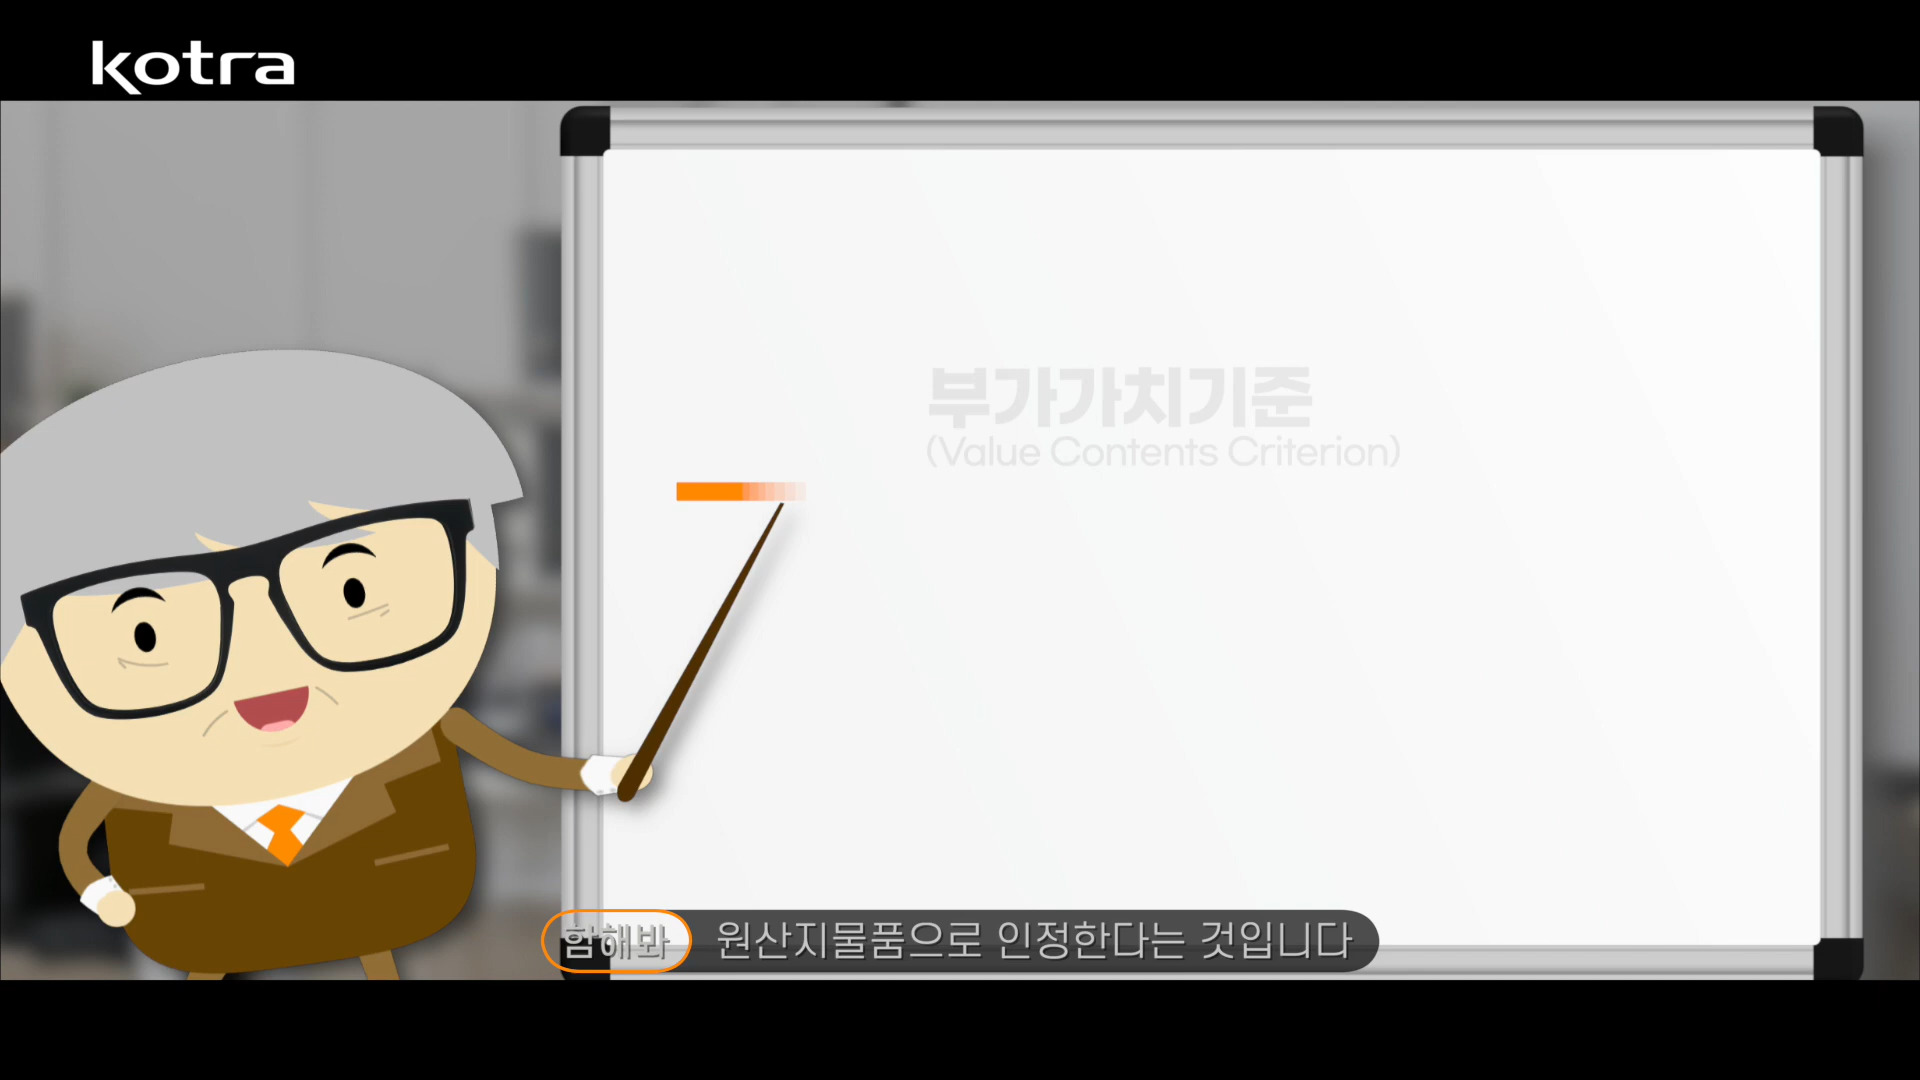 kotra
부가가치기준
(Value Contents Criterion)
함해봐 원산지물품으로 인정한다는 것입니다